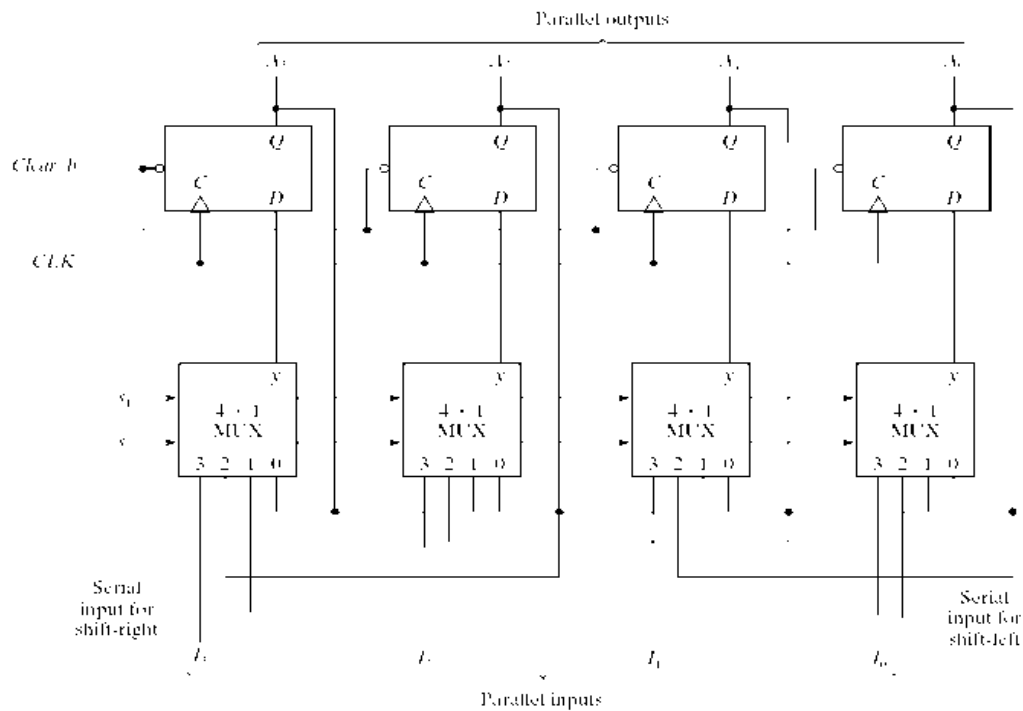 Parallel outputs
Q
Q
Q
Q
C
C
C
C
D
D
D
D
CLK
y
y
y
y
4 · 1
MUX
4 · 1
MUX
4 · 1
MUX
4 · 1
MUX
3 2 1 0
3 2 1 0
3 2 1 0
3 2 1 0
Serial
input for
shift-right
Serial
input for
shift-left
I₁
Parallel inputs